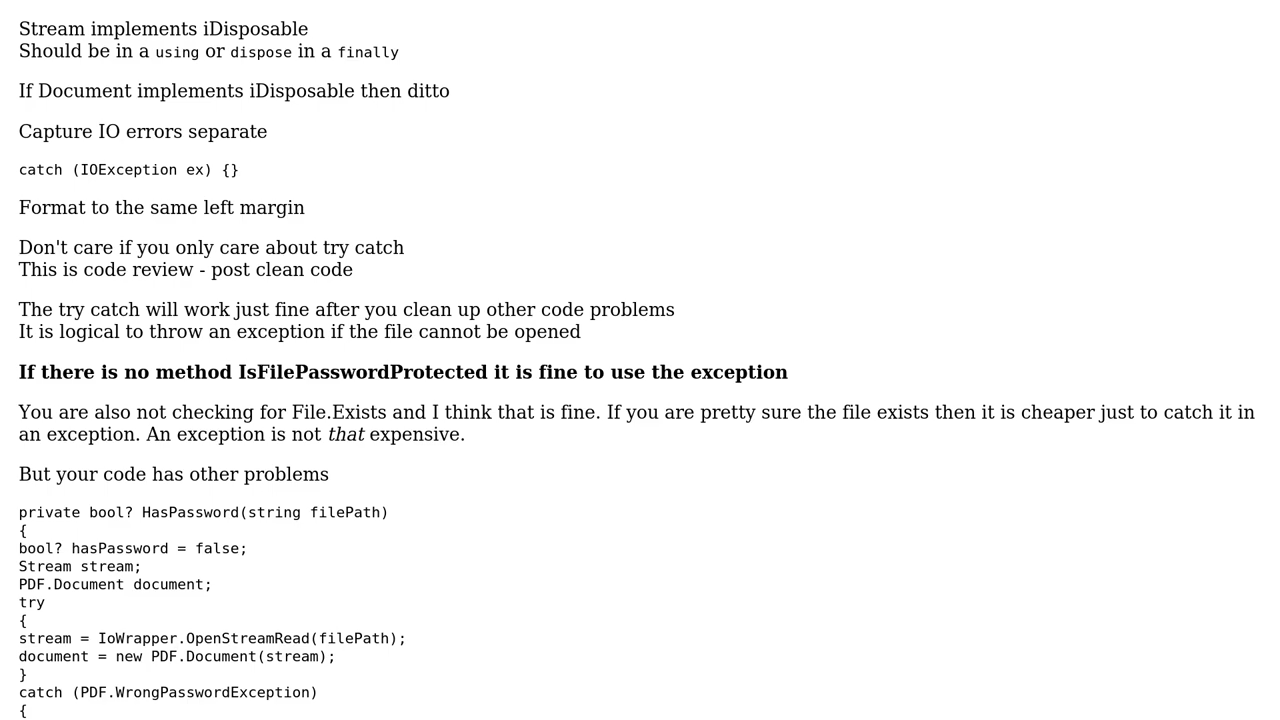 Stream implements iDisposable
Should be in a using or dispose in a finally
If Document implements iDisposable then ditto
Capture IO errors separate
catch (IOException ex) {}
Format to the same left margin
Don't care if you only care about try catch
This is code review - post clean code
The try catch will work just fine after you clean up other code problems
It is logical to throw an exception if the file cannot be opened
If there is no method IsFilePasswordProtected it is fine to use the exception
You are also not checking for File.Exists and I think that is fine. If you are pretty sure the file exists then it is cheaper just to catch it in
an exception. An exception is not that expensive.
But your code has other problems
private bool? HasPassword(string filePath)
{
bool? hasPassword = false;
Stream stream;
PDF.Document document;
try
{
stream = IoWrapper.OpenStreamRead(filePath);
document = new PDF.Document(stream);
}
catch (PDF.WrongPasswordException)
{